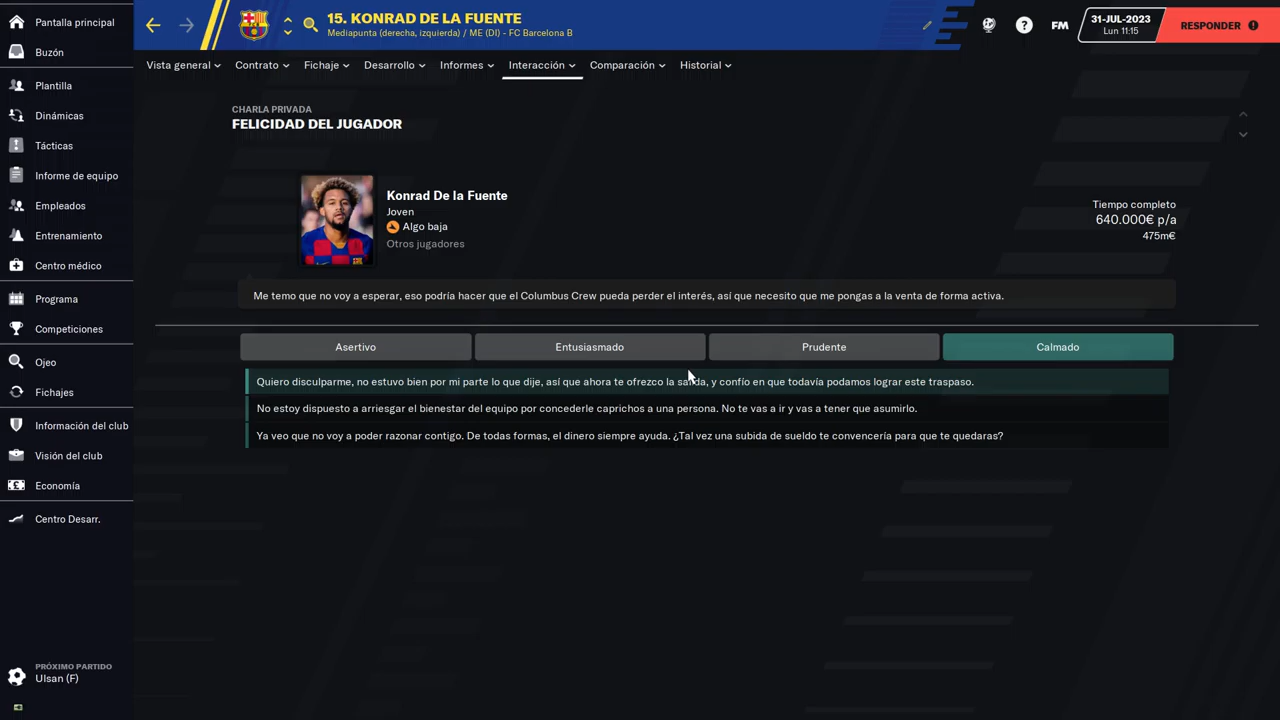 Pantalla principal
Buzón
Plantilla
Dinámicas
Tácticas
Informe de equipo
Empleados
Entrenamiento
Centro médico
Programa
Competiciones
Ojeo
Fichajes
Información del club
Visión del club
Economía
Centro Desarr.
PRÓXIMO PARTIDO
Ulsan (F)
15. KONRAD DE LA FUENTE
Mediapunta (derecha, izquierda) / ME (DI) - FC Barcelona B
FM
31-JUL-2023
Lun 11:15
RESPONDER
Vista general Contrato Fichaje Desarrollo Informes Interacción Comparación Historial
CHARLA PRIVADA
FELICIDAD DEL JUGADOR
Konrad De la Fuente
Joven
Algo baja
Otros jugadores
Tiempo completo
640.000€ p/a
475m€
Me temo que no voy a esperar, eso podría hacer que el Columbus Crew pueda perder el interés, así que necesito que me pongas a la venta de forma activa.
Asertivo Entusiasmado Prudente Calmado
Quiero disculparme, no estuvo bien por mi parte lo que dije, así que ahora te ofrezco la salida, y confío en que todavía podamos lograr este traspaso.
No estoy dispuesto a arriesgar el bienestar del equipo por concederle caprichos a una persona. No te vas a ir y vas a tener que asumirlo.
Ya veo que no voy a poder razonar contigo. De todas formas, el dinero siempre ayuda. ¿Tal vez una subida de sueldo te convencería para que te quedaras?